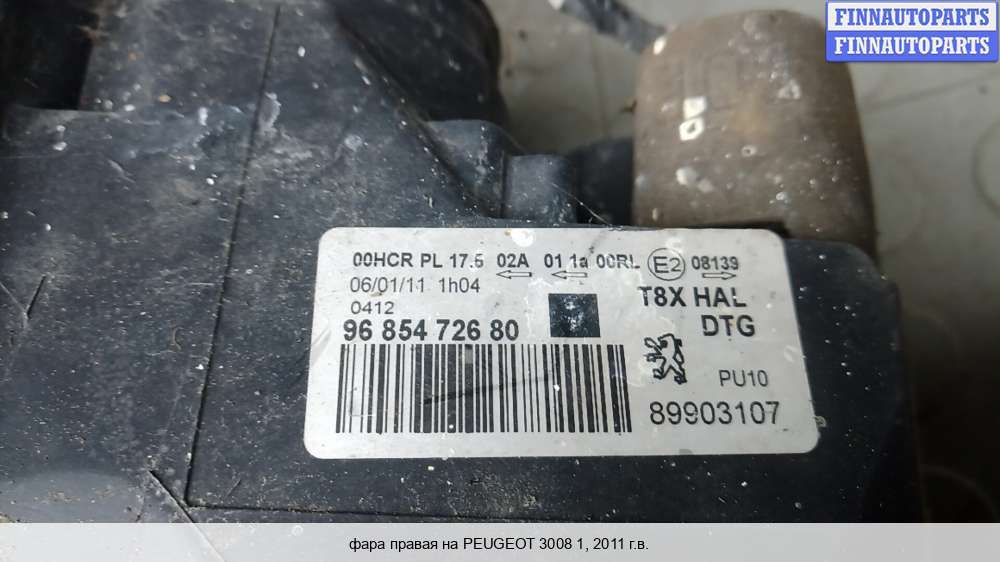 FINNAUTOPARTS
FINNAUTOPARTS
00HCR PL 17.5 02A 01 1a 00RL E2 08139
06/01/11 1h04
0412
T8X HAL
DTG
96 854 726 80
PU10
89903107
фара правая на PEUGEOT 3008 1, 2011 г.в.